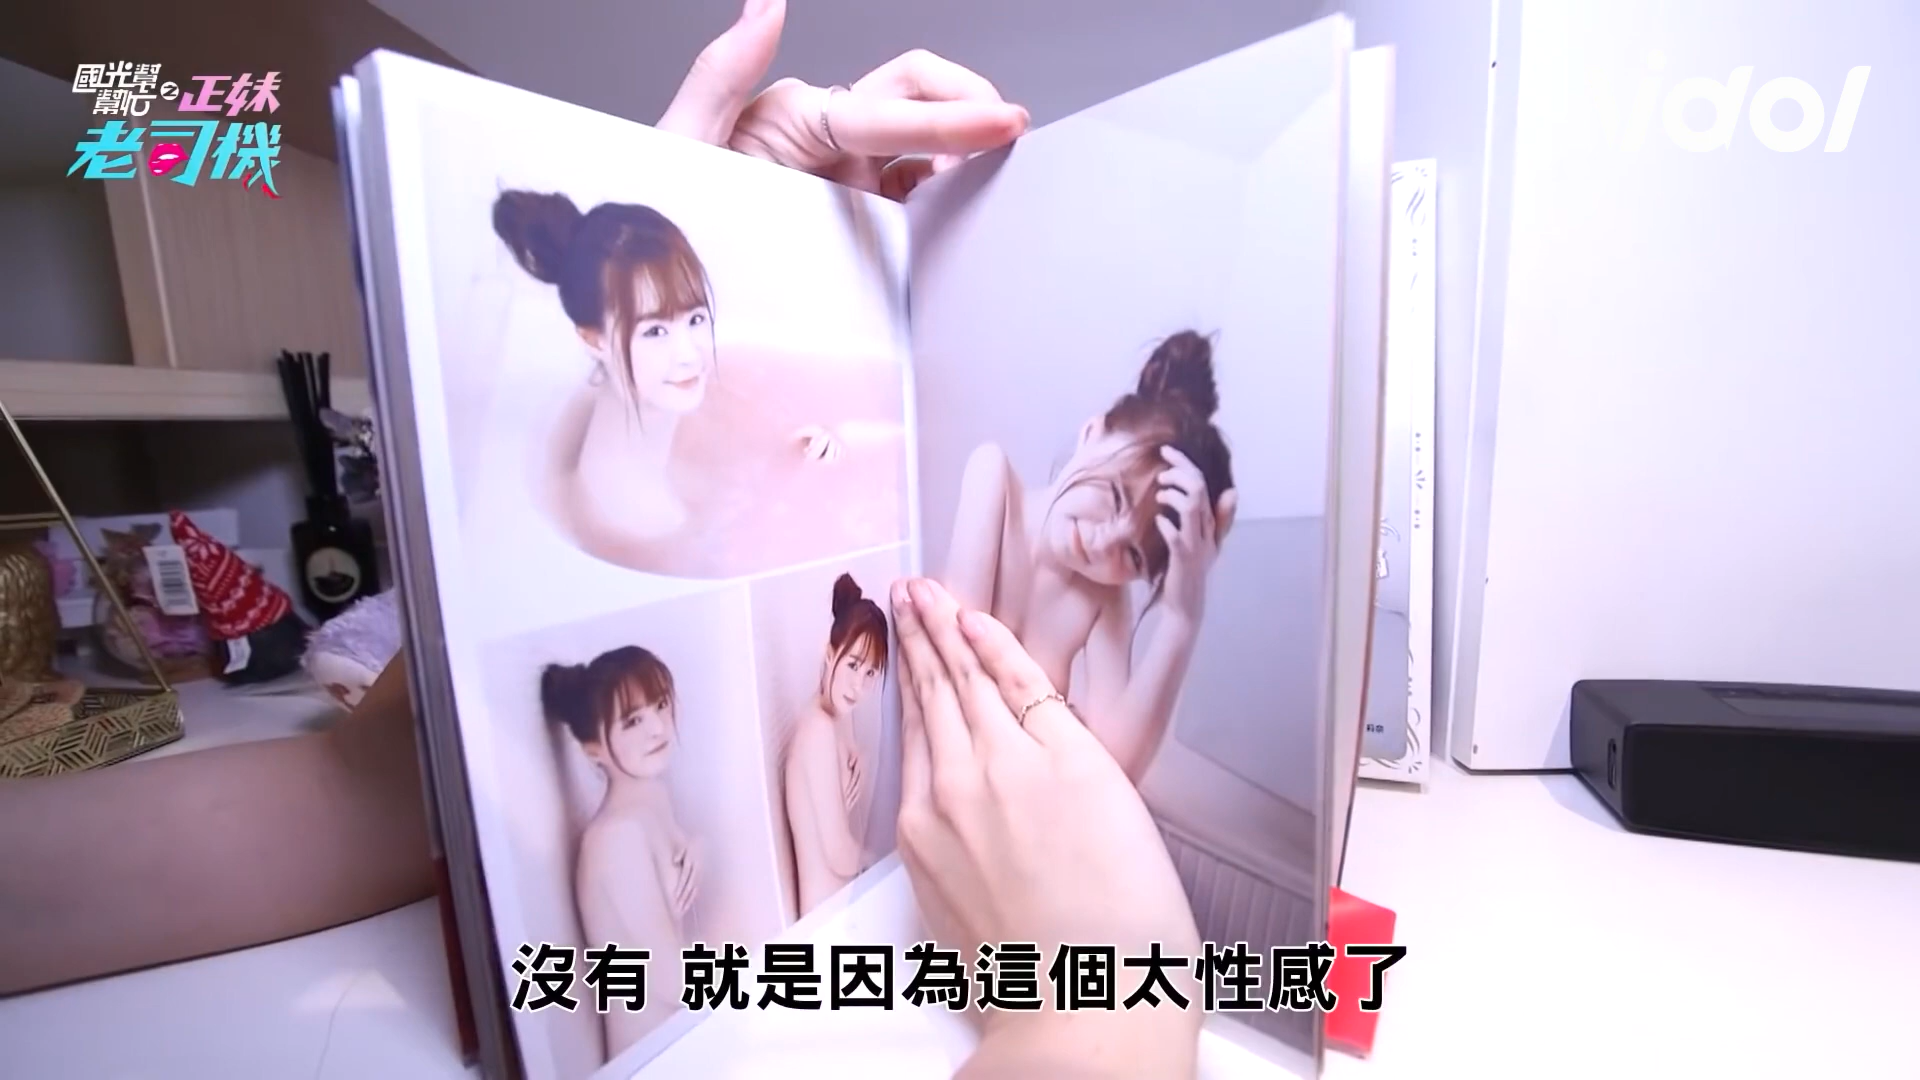 國光幫
幫忙之正妹
老司機
idol
沒有 就是因為這個太性感了